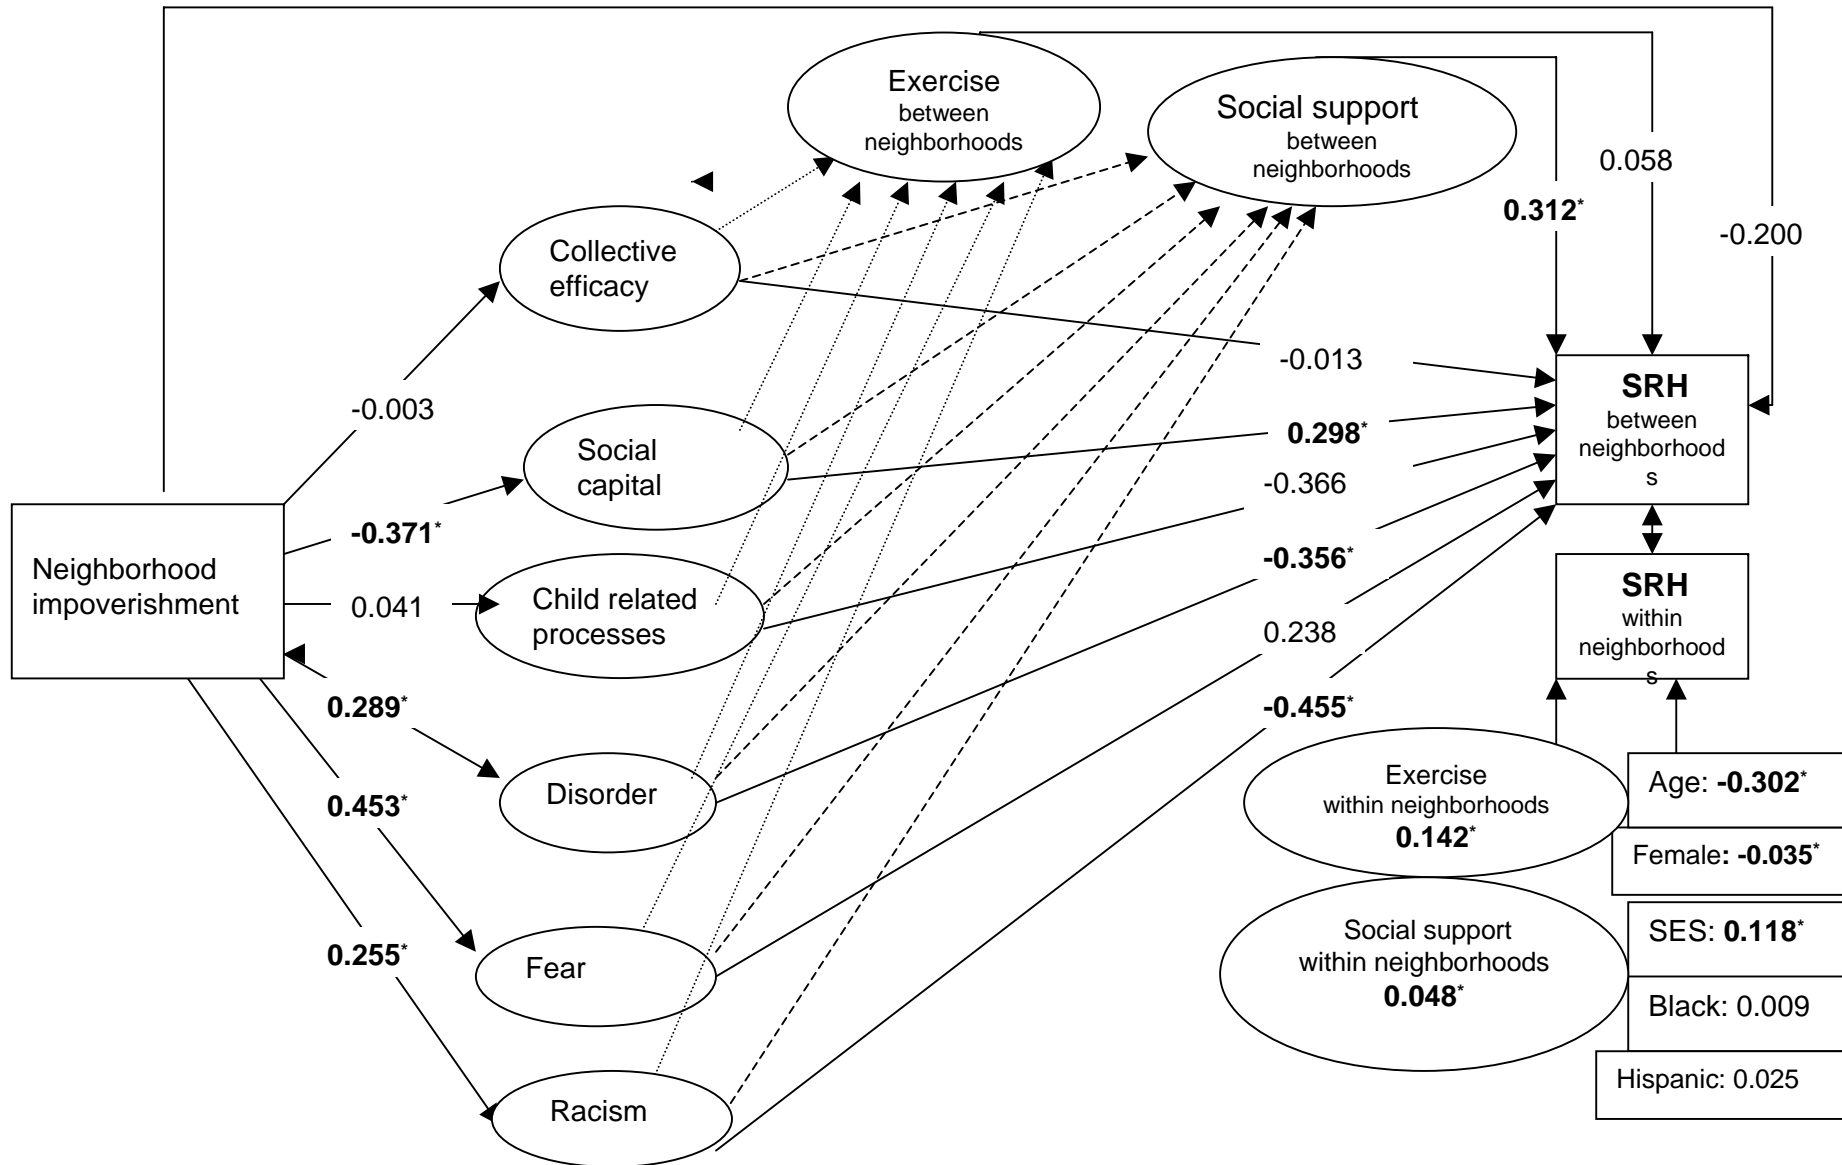 Exercise
between
neighborhoods
Social support
between
neighborhoods
0.058
0.312*
-0.200
Collective
efficacy
-0.013
-0.003
SRH
between
neighborhood
s
0.298*
Social
capital
-0.366
-0.371*
Neighborhood
impoverishment
0.041
Child related
processes
-0.356*
SRH
within
neighborhood
s
0.238
0.289*
-0.455*
Disorder
0.453*
Exercise
within neighborhoods
0.142*
Age: -0.302*
Female: -0.035*
Fear
0.255*
Social support
within neighborhoods
0.048*
SES: 0.118*
Black: 0.009
Hispanic: 0.025
Racism